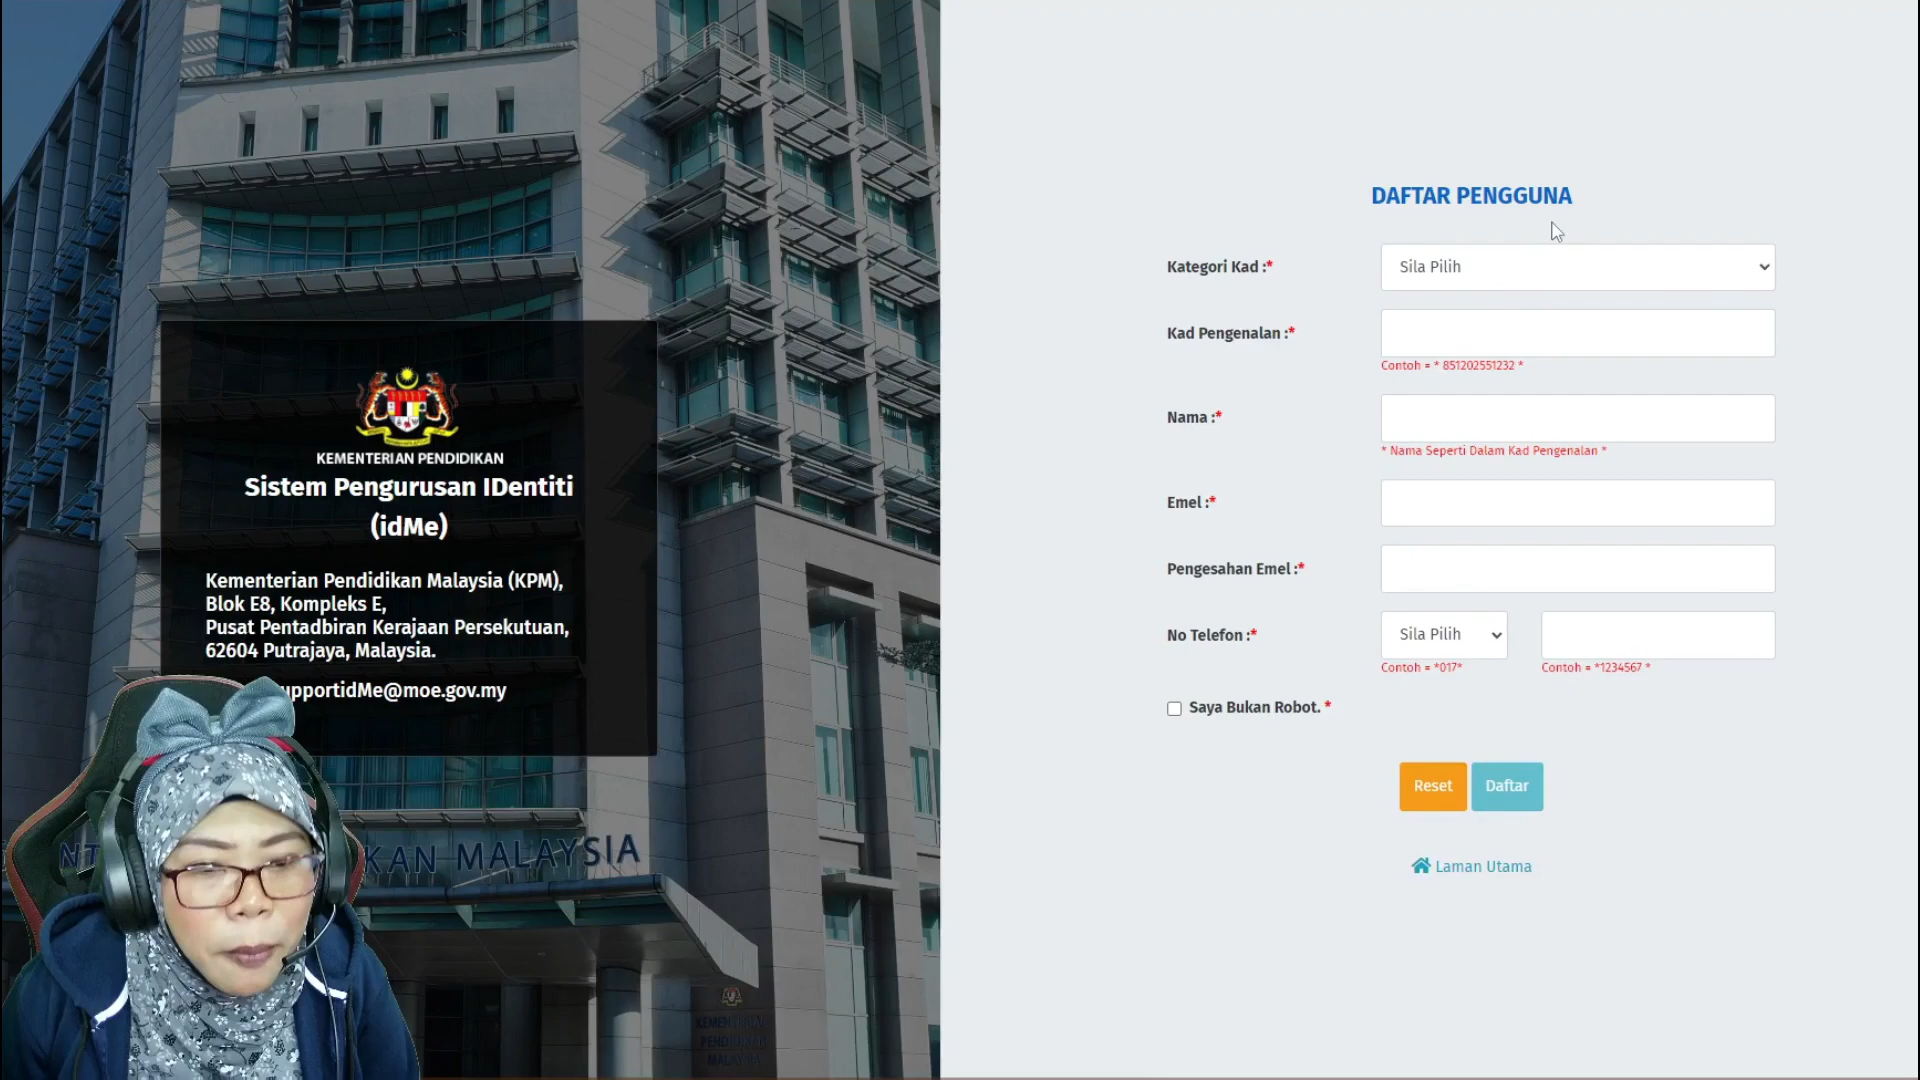 KEMENTERIAN PENDIDIKAN
Sistem Pengurusan IDentiti
(idMe)
Kementerian Pendidikan Malaysia (KPM),
Blok E8, Kompleks E,
Pusat Pentadbiran Kerajaan Persekutuan,
62604 Putrajaya, Malaysia.
upportidMe@moe.gov.my
KAN MALAYSIA
KEMENTERIAN
PENDIDIKAN
MALAYSIA
DAFTAR PENGGUNA
Kategori Kad :*
Sila Pilih
Kad Pengenalan :*
Contoh = * 851202551232 *
Nama :*
* Nama Seperti Dalam Kad Pengenalan *
Emel :*
Pengesahan Emel :*
No Telefon :*
Sila Pilih
Contoh = *017*
Contoh = *1234567 *
Saya Bukan Robot. *
Reset
Daftar
Laman Utama